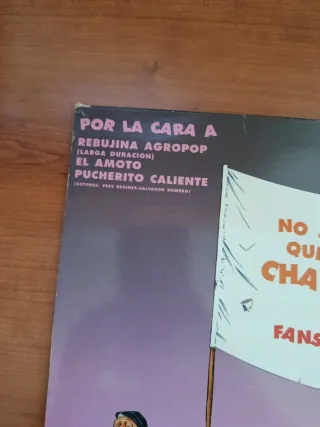 POR LA CARA A
REBUJINA AGROPOP
(LARGA DURACION)
EL AMOTO
PUCHERITO CALIENTE
(AUTORES: PEPE BEGINES-SALVADOR ROMERO)
NO
QUE
CHA
FANS